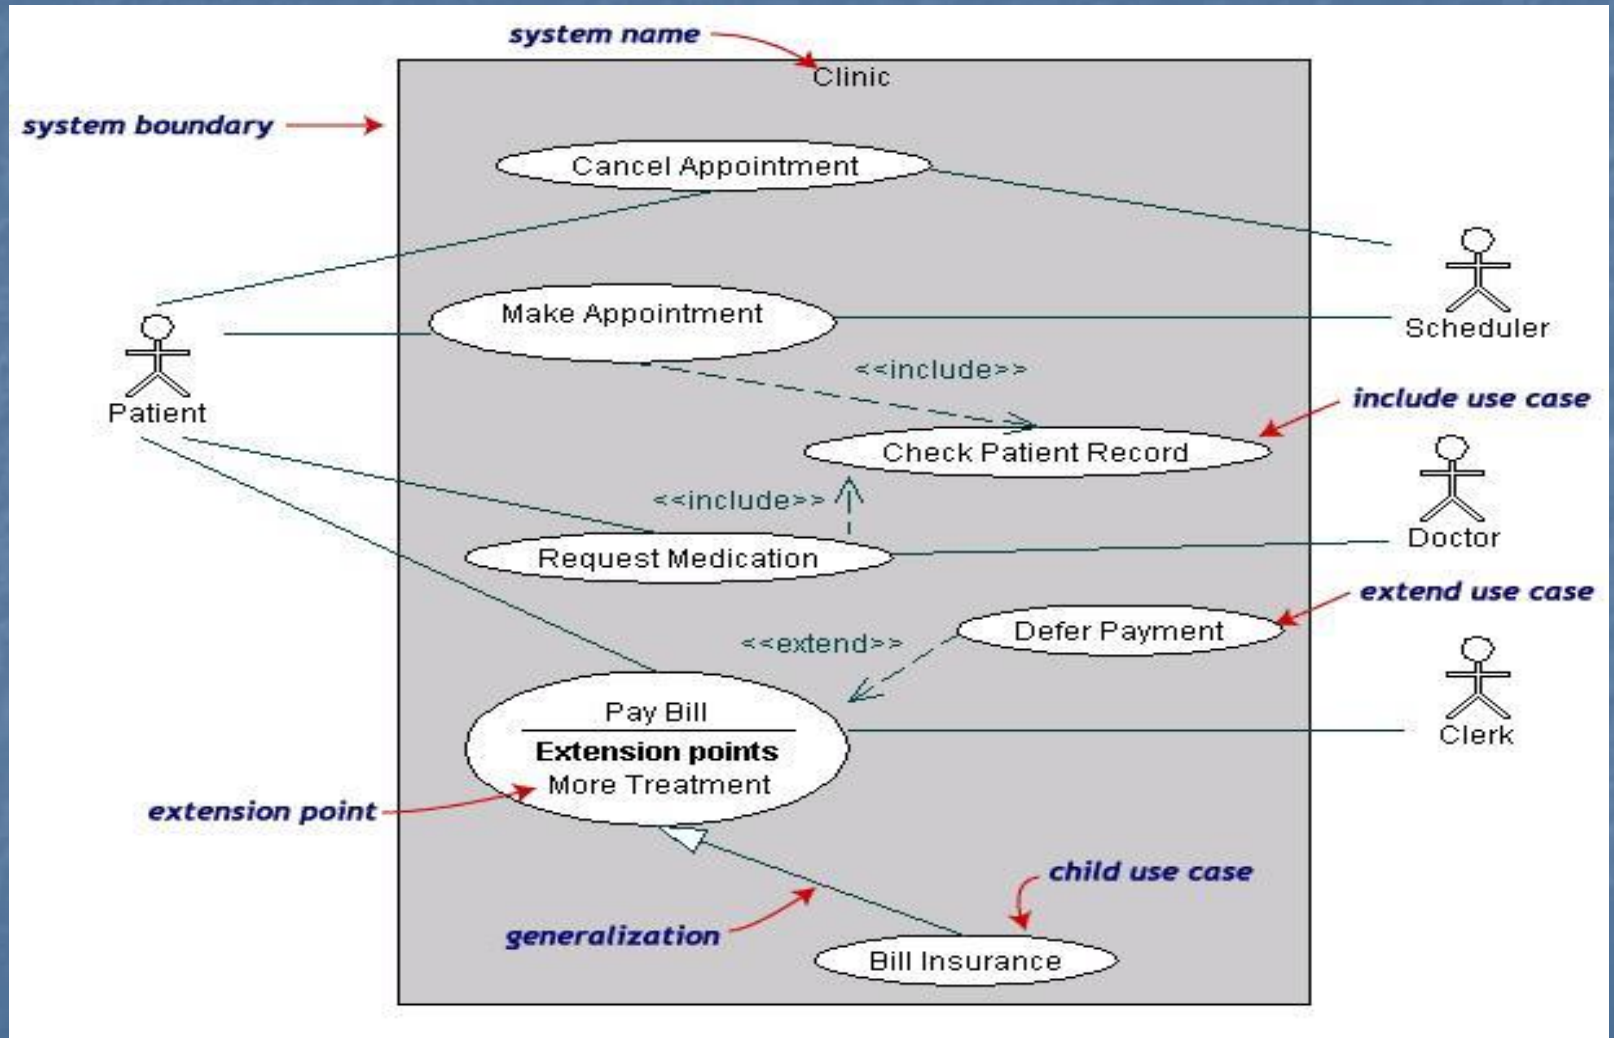 system name
Clinic
system boundary
Cancel Appointment
Make Appointment
Scheduler
<<include>>
Patient
include use case
Check Patient Record
<<include>>
Doctor
Request Medication
extend use case
Defer Payment
<<extend>>
Pay Bill
Clerk
Extension points
More Treatment
extension point
child use case
generalization
Bill Insurance